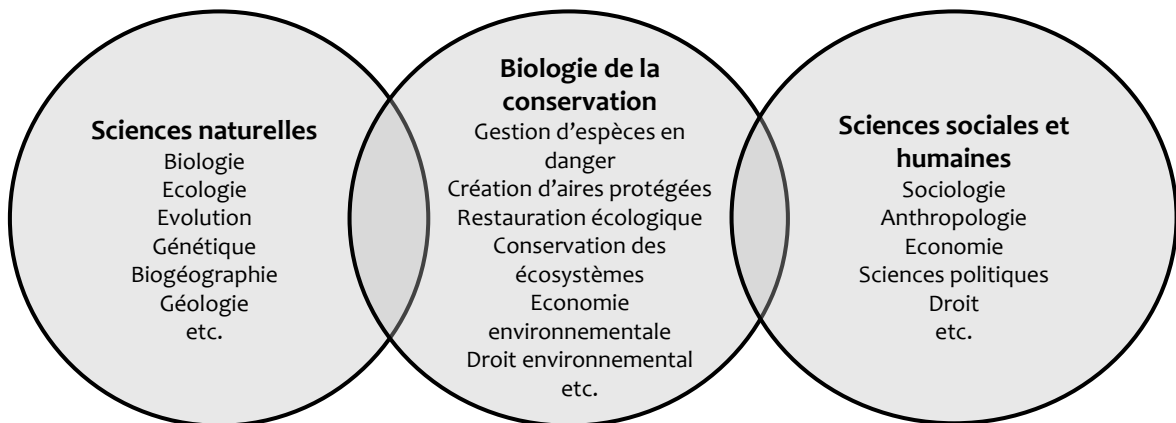 Sciences naturelles
Biologie
Ecologie
Evolution
Génétique
Biogéographie
Géologie
etc.
Biologie de la
conservation
Gestion d’espèces en
danger
Création d’aires protégées
Restauration écologique
Conservation des
écosystèmes
Economie
environnementale
Droit environnemental
etc.
Sciences sociales et
humaines
Sociologie
Anthropologie
Economie
Sciences politiques
Droit
etc.